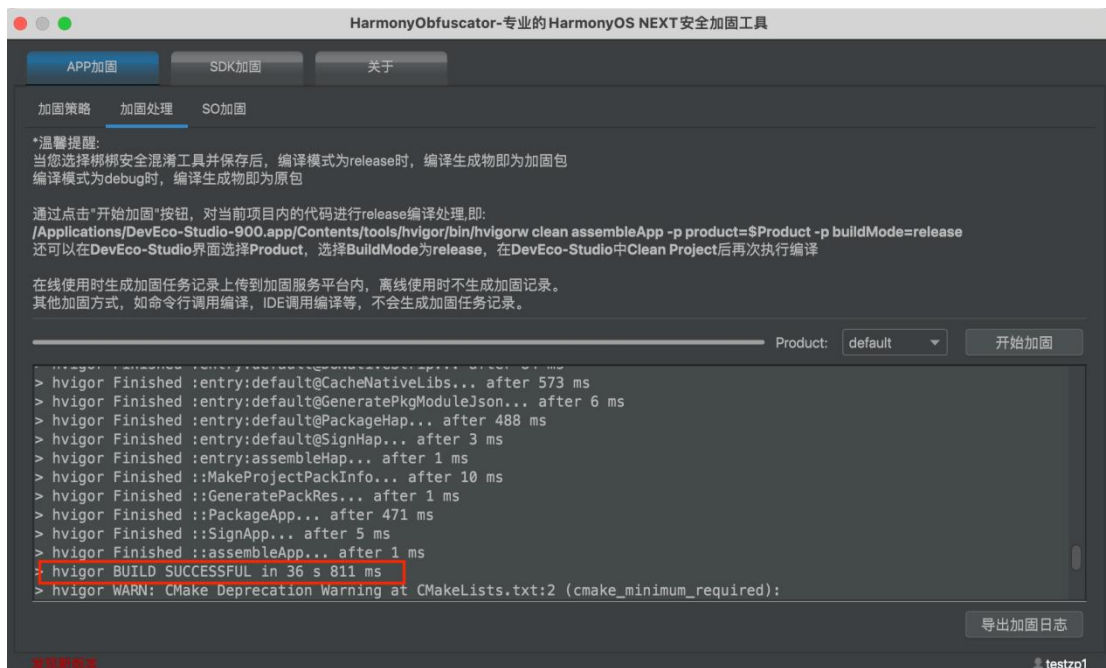 HarmonyObfuscator-专业的HarmonyOS NEXT安全加固工具
APP加固 SDK加固 关于
加固策略 加固处理 SO加固
*温馨提醒:
当您选择梆梆安全混淆工具并保存后，编译模式为release时，编译生成物即为加固包
编译模式为debug时，编译生成物即为原包
通过点击"开始加固"按钮，对当前项目内的代码进行release编译处理,即:
/Applications/DevEco-Studio-900.app/Contents/tools/hvigor/bin/hvigorw clean assembleApp -p product=$Product -p buildMode=release
还可以在DevEco-Studio界面选择Product，选择BuildMode为release，在DevEco-Studio中Clean Project后再次执行编译
在线使用时生成加固任务记录上传到加固服务平台内，离线使用时不生成加固记录。
其他加固方式，如命令行调用编译，IDE调用编译等，不会生成加固任务记录。
Product: default 开始加固
> hvigor Finished :entry:default@CacheNativeLibs... after 573 ms
> hvigor Finished :entry:default@GeneratePkgModuleJson... after 6 ms
> hvigor Finished :entry:default@PackageHap... after 488 ms
> hvigor Finished :entry:default@SignHap... after 3 ms
> hvigor Finished :entry:assembleHap... after 1 ms
> hvigor Finished ::MakeProjectPackInfo... after 10 ms
> hvigor Finished ::GeneratePackRes... after 1 ms
> hvigor Finished ::PackageApp... after 471 ms
> hvigor Finished ::SignApp... after 5 ms
> hvigor Finished ::assembleApp... after 1 ms
> hvigor BUILD SUCCESSFUL in 36 s 811 ms
> hvigor WARN: CMake Deprecation Warning at CMakeLists.txt:2 (cmake_minimum_required):
导出加固日志
testzp1